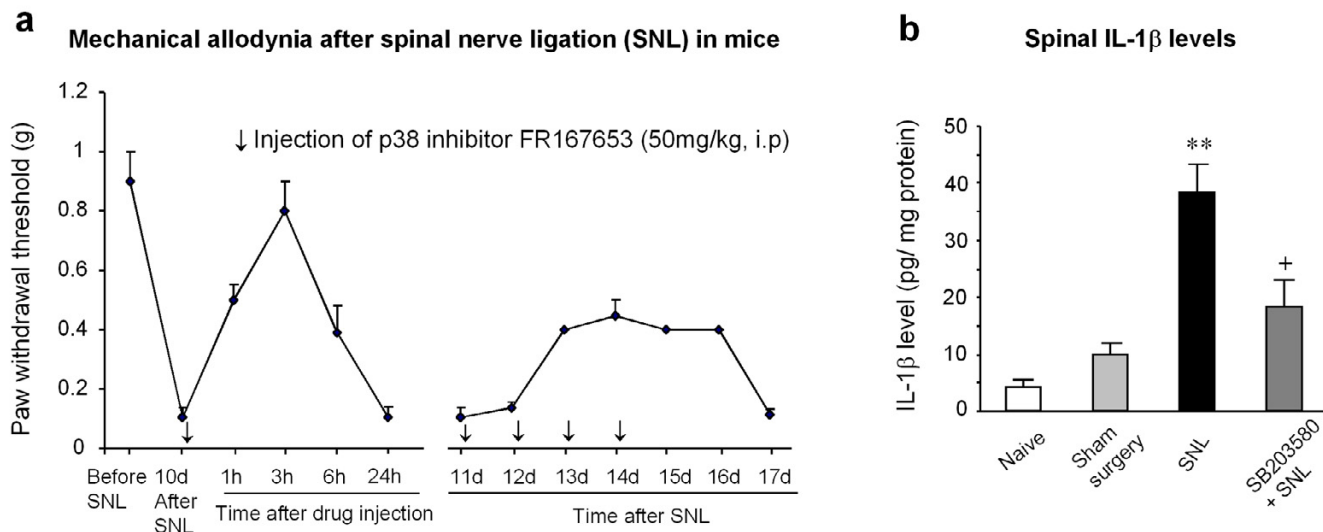 a
Mechanical allodynia after spinal nerve ligation (SNL) in mice
Paw withdrawal threshold (g)
1.2
1
0.8
0.6
0.4
0.2
0
↓ Injection of p38 inhibitor FR167653 (50mg/kg, i.p)
Before
SNL
10d
After
SNL
1h 3h 6h 24h
Time after drug injection
11d 12d 13d 14d 15d 16d 17d
Time after SNL
b
Spinal IL-1β levels
IL-1β level (pg/ mg protein)
50
40
30
20
10
0
**
+
Naive
Sham
surgery
SNL
SB203580
+ SNL